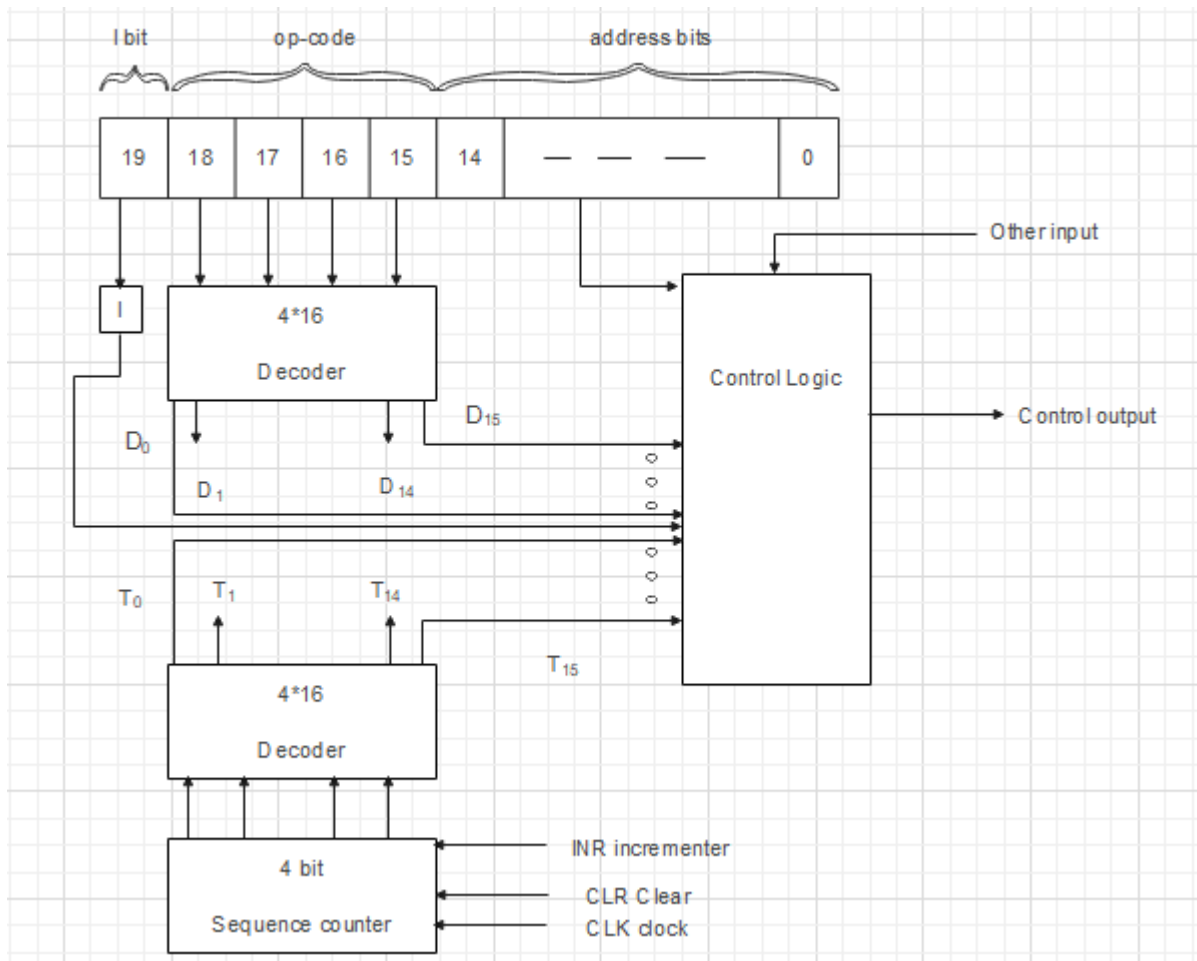 I bit op-code address bits
19 18 17 16 15 14 — — — 0
Other input
I
4*16
Decoder
Control Logic
Control output
D₀ D₁₅
D₁ D₁₄
T₀ T₁ T₁₄
T₁₅
4*16
Decoder
4 bit
Sequence counter
INR incrementer
CLR Clear
CLK clock